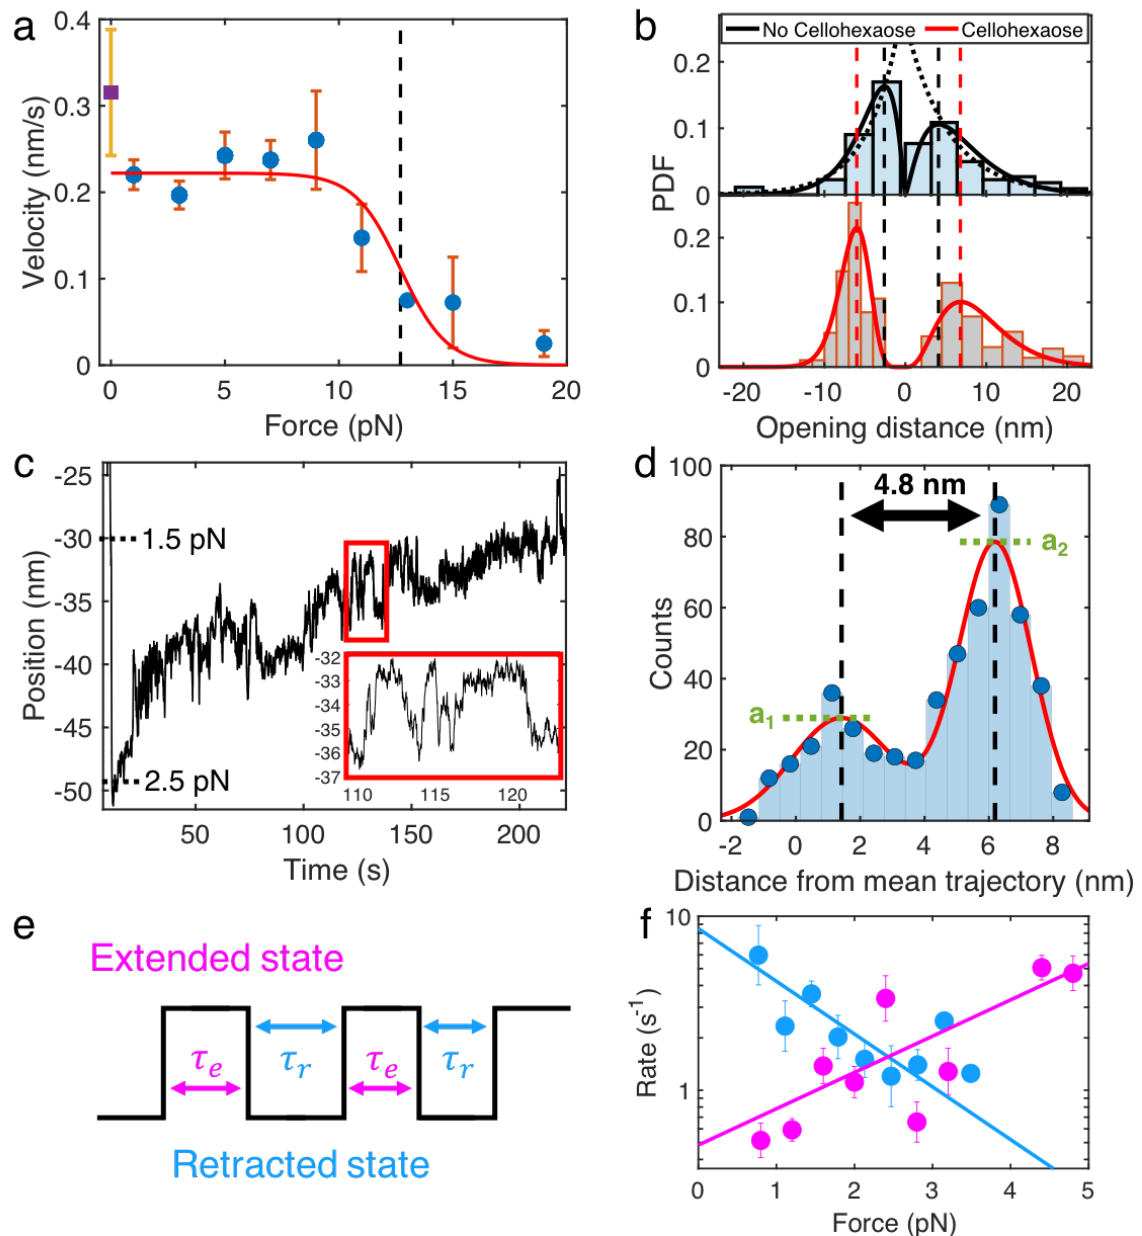 a
0.4
0.3
0.2
0.1
0
Velocity (nm/s)
0
5
10
15
20
Force (pN)
b
No Cellohexaose
Cellohexaose
0.2
0.1
0
0.2
0.1
0
PDF
-20
-10
0
10
20
Opening distance (nm)
c
-25
-30
-35
-40
-45
-50
Position (nm)
1.5 pN
2.5 pN
-32
-33
-34
-35
-36
-37
110
115
120
50
100
150
200
Time (s)
d
100
80
60
40
20
0
Counts
4.8 nm
a1
a2
-2
0
2
4
6
8
Distance from mean trajectory (nm)
e
Extended state
τe
τr
τe
τr
Retracted state
f
10
1
Rate (s-1)
0
1
2
3
4
5
Force (pN)